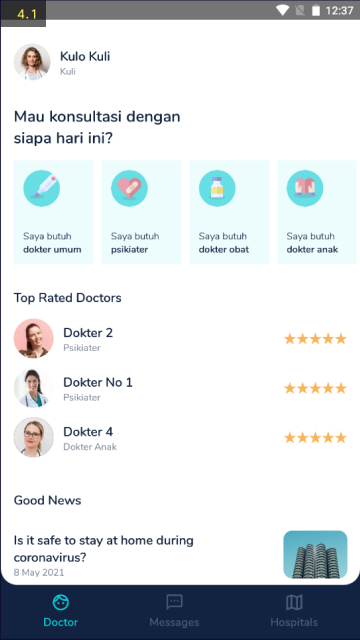 4.1
12:37
Kulo Kuli
Kuli
Mau konsultasi dengan
siapa hari ini?
Saya butuh
dokter umum
Saya butuh
psikiater
Saya butuh
dokter obat
Saya butuh
dokter anak
Top Rated Doctors
Dokter 2
Psikiater
Dokter No 1
Psikiater
Dokter 4
Dokter Anak
Good News
Is it safe to stay at home during
coronavirus?
8 May 2021
Doctor
Messages
Hospitals